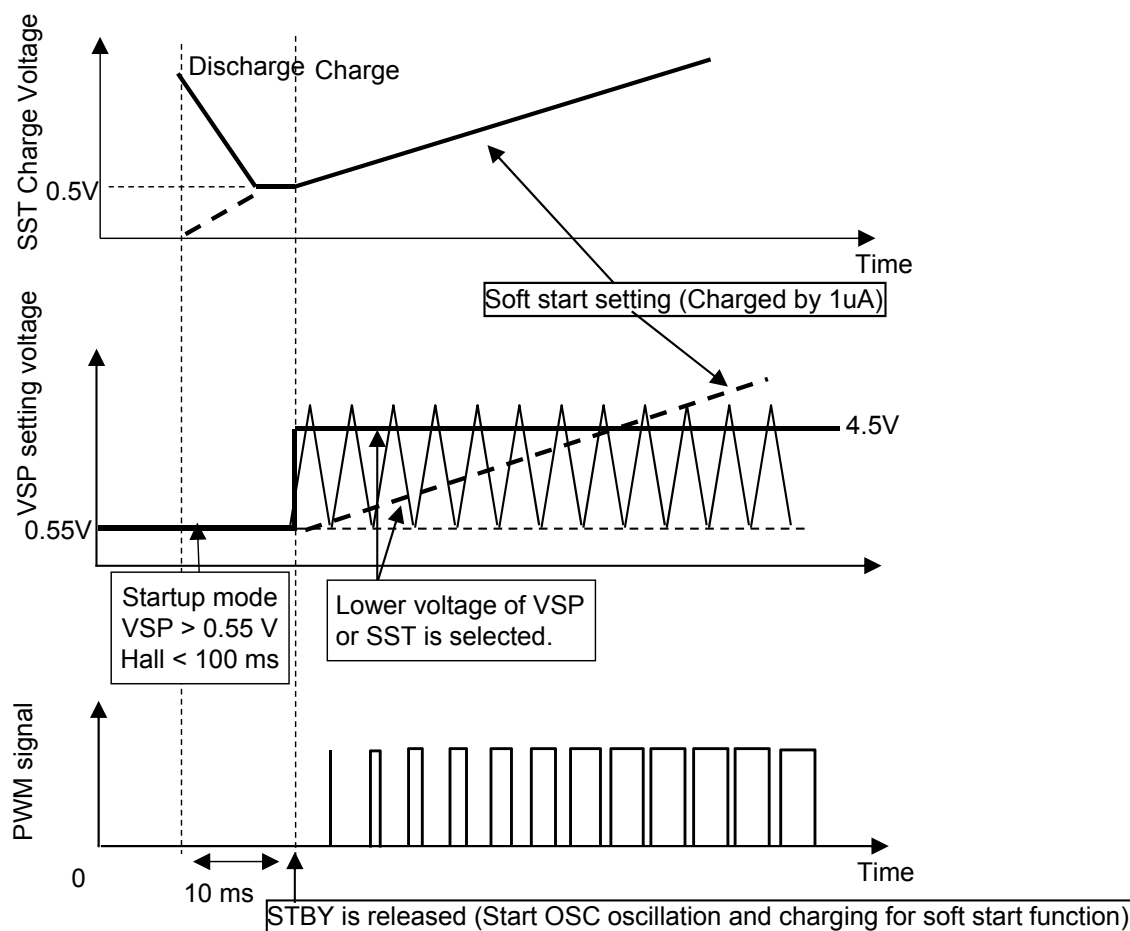 SST Charge Voltage
Discharge
Charge
0.5V
Time
Soft start setting (Charged by 1uA)
VSP setting voltage
4.5V
0.55V
Startup mode
VSP > 0.55 V
Hall < 100 ms
Lower voltage of VSP
or SST is selected.
PWM signal
0
Time
10 ms
STBY is released (Start OSC oscillation and charging for soft start function)